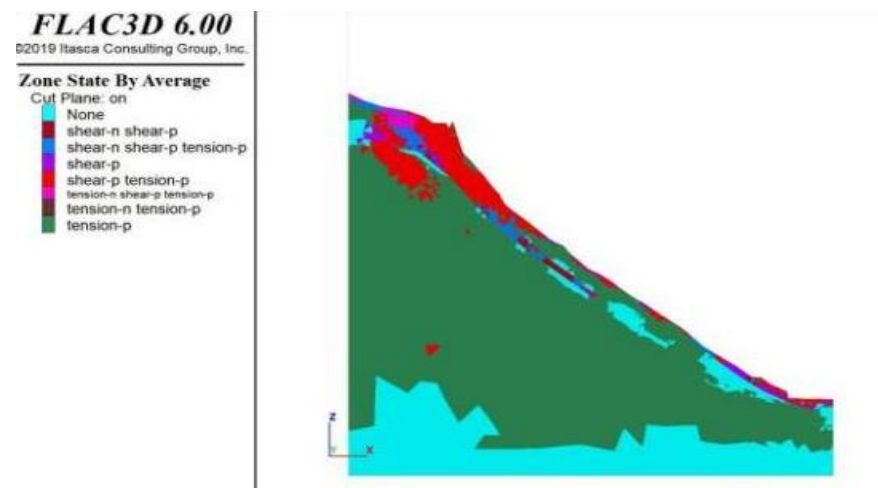 FLAC3D 6.00
©2019 Itasca Consulting Group, Inc.
Zone State By Average
Cut Plane: on
None
shear-n shear-p
shear-n shear-p tension-p
shear-p
shear-p tension-p
tension-n shear-p tension-p
tension-n tension-p
tension-p
Z
Y
X